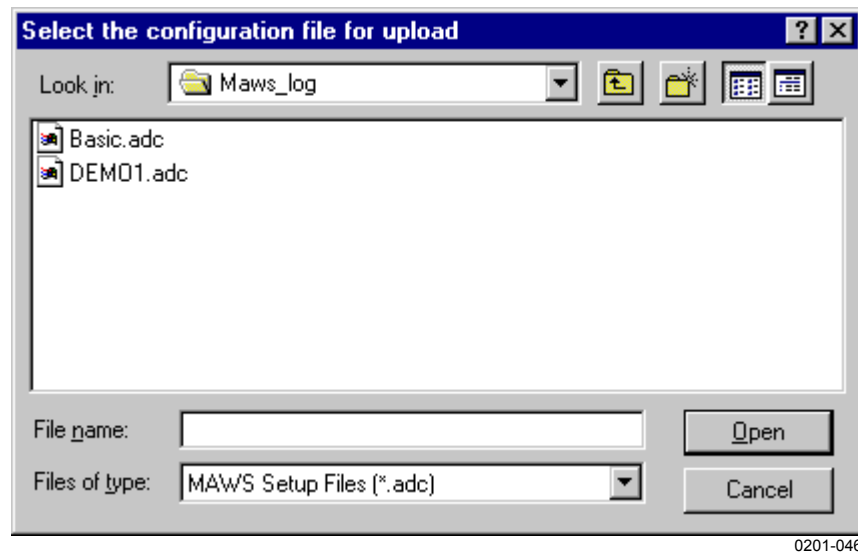 Select the configuration file for upload
Look in: Maws_log
Basic.adc
DEMO1.adc
File name:
Open
Files of type: MAWS Setup Files (*.adc)
Cancel
0201-046